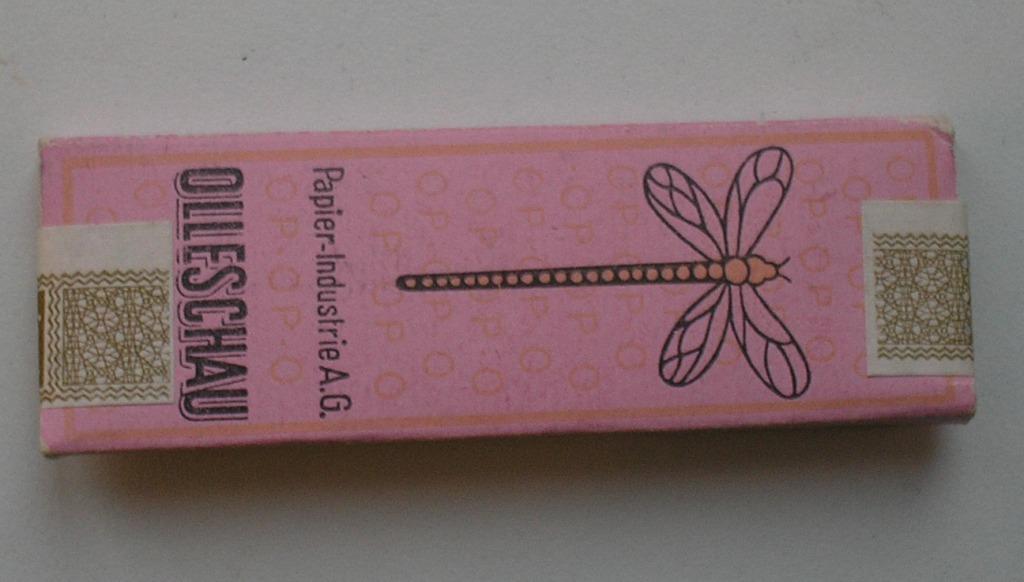 Papier-Industrie A.G.
OLLESCHAU